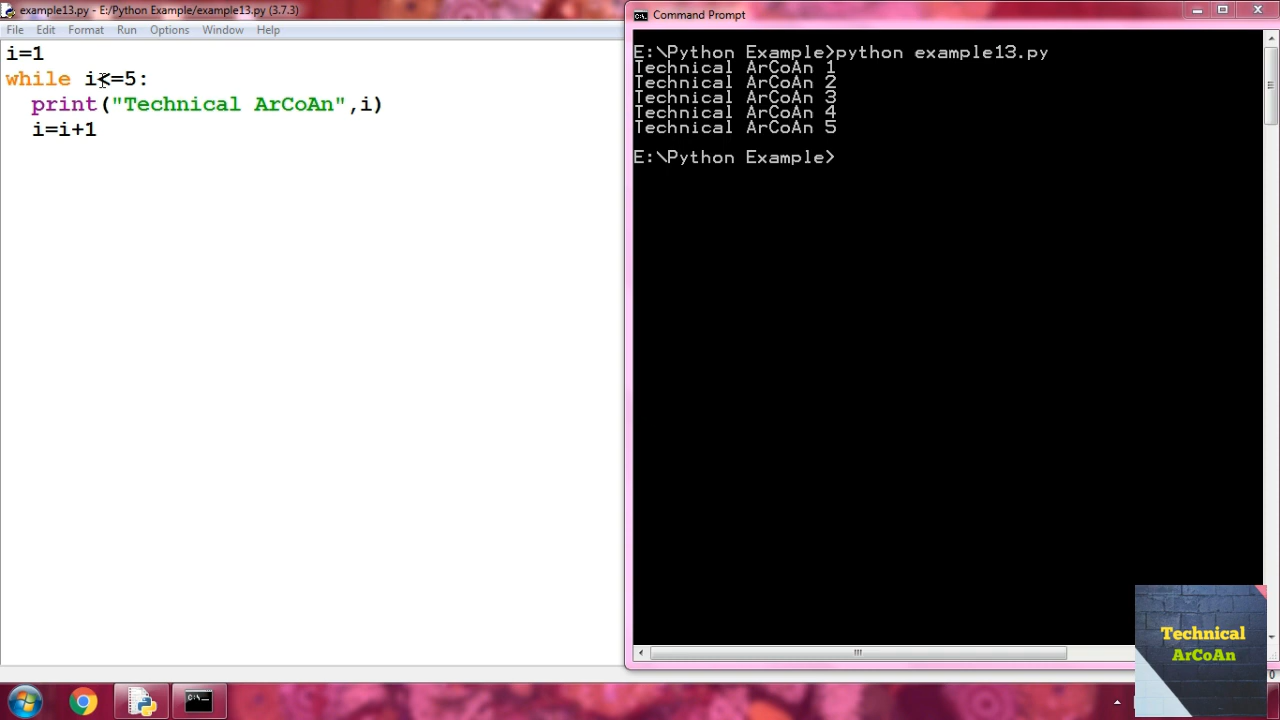 example13.py - E:/Python Example/example13.py (3.7.3)
File Edit Format Run Options Window Help
i=1
while i<=5:
print("Technical ArCoAn",i)
i=i+1
Command Prompt
E:\Python Example>python example13.py
Technical ArCoAn 1
Technical ArCoAn 2
Technical ArCoAn 3
Technical ArCoAn 4
Technical ArCoAn 5
E:\Python Example>
Technical
ArCoAn
0